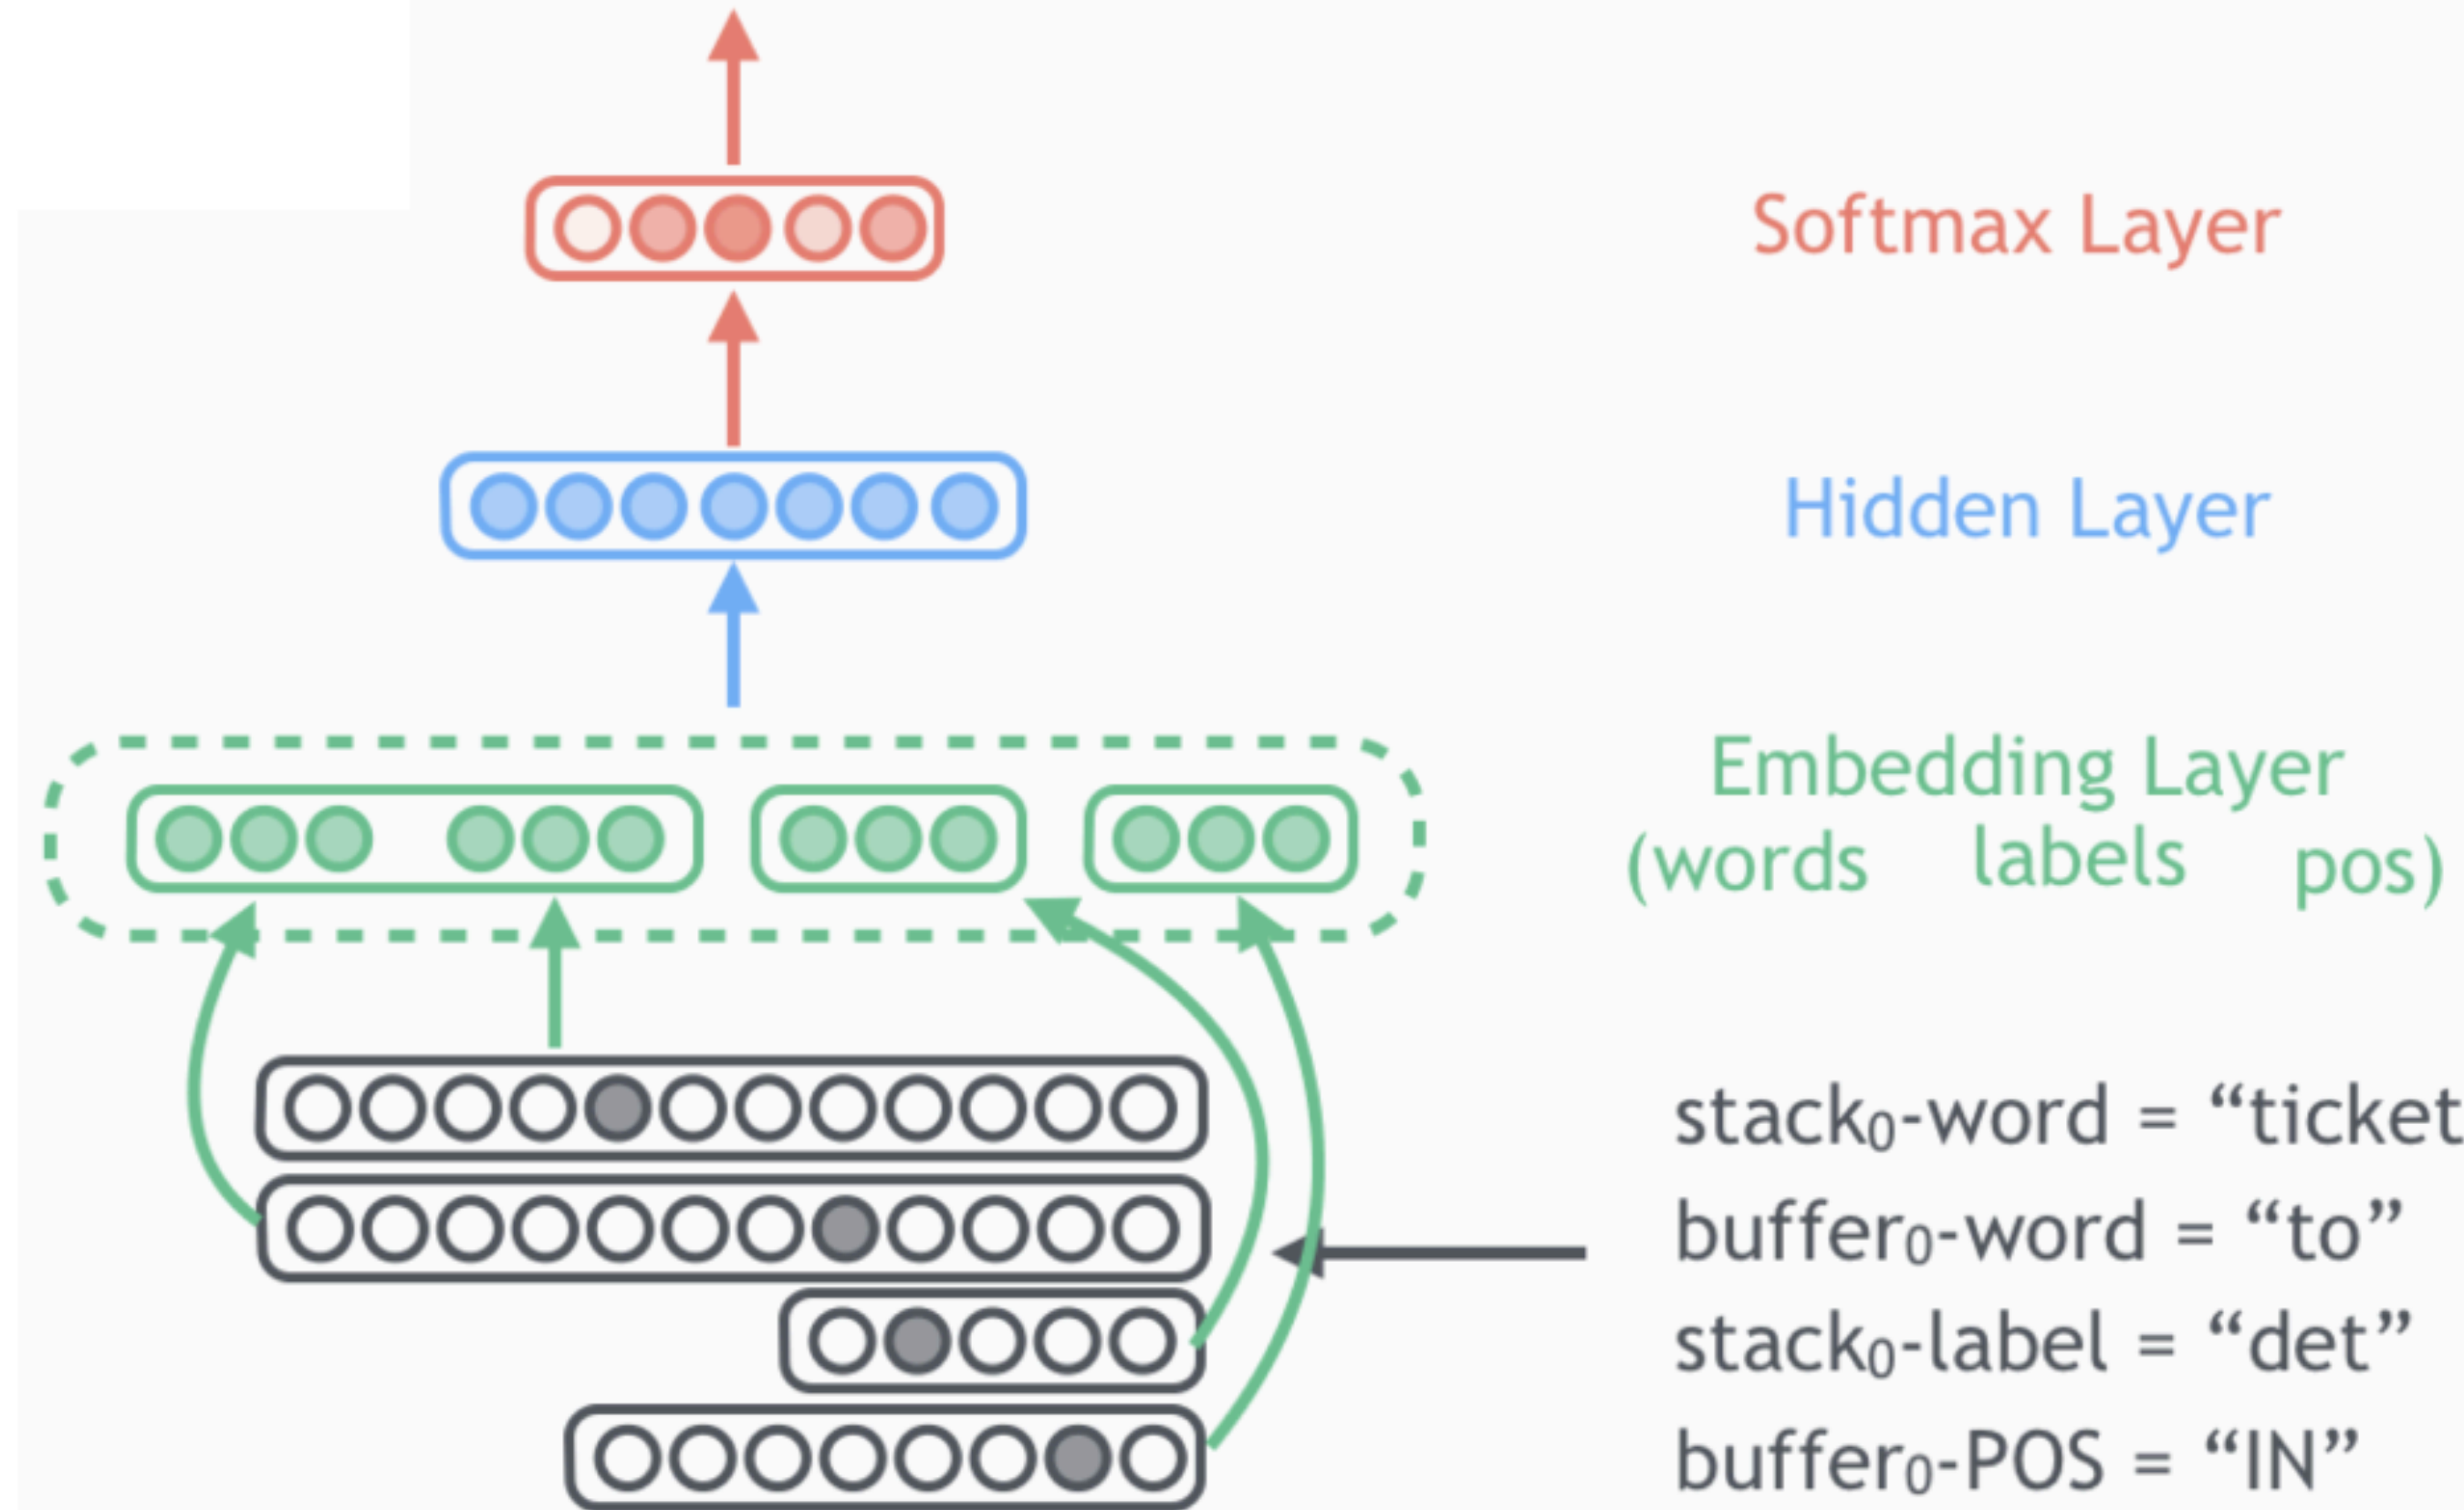 Softmax Layer
Hidden Layer
Embedding Layer
(words labels pos)
stack₀-word = “ticket
buffer₀-word = “to”
stack₀-label = “det”
buffer₀-POS = “IN”